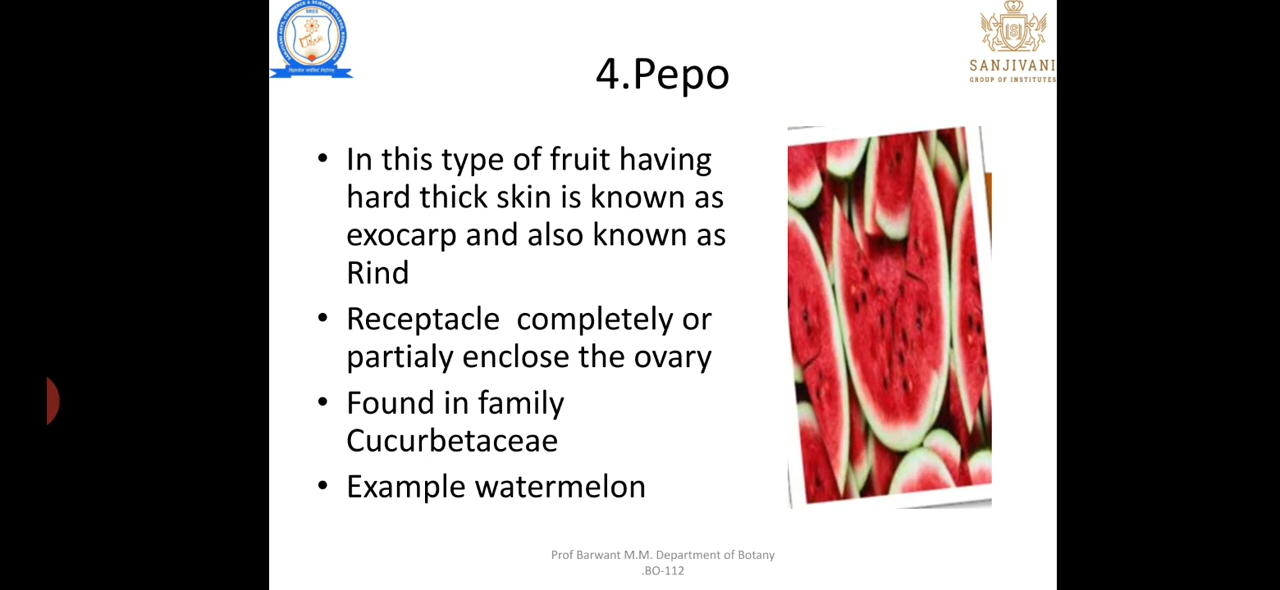 4.Pepo
SANJIVANI
GROUP OF INSTITUTES
• In this type of fruit having
hard thick skin is known as
exocarp and also known as
Rind
• Receptacle completely or
partialy enclose the ovary
• Found in family
Cucurbetaceae
• Example watermelon
Prof Barwant M.M. Department of Botany
.BO-112